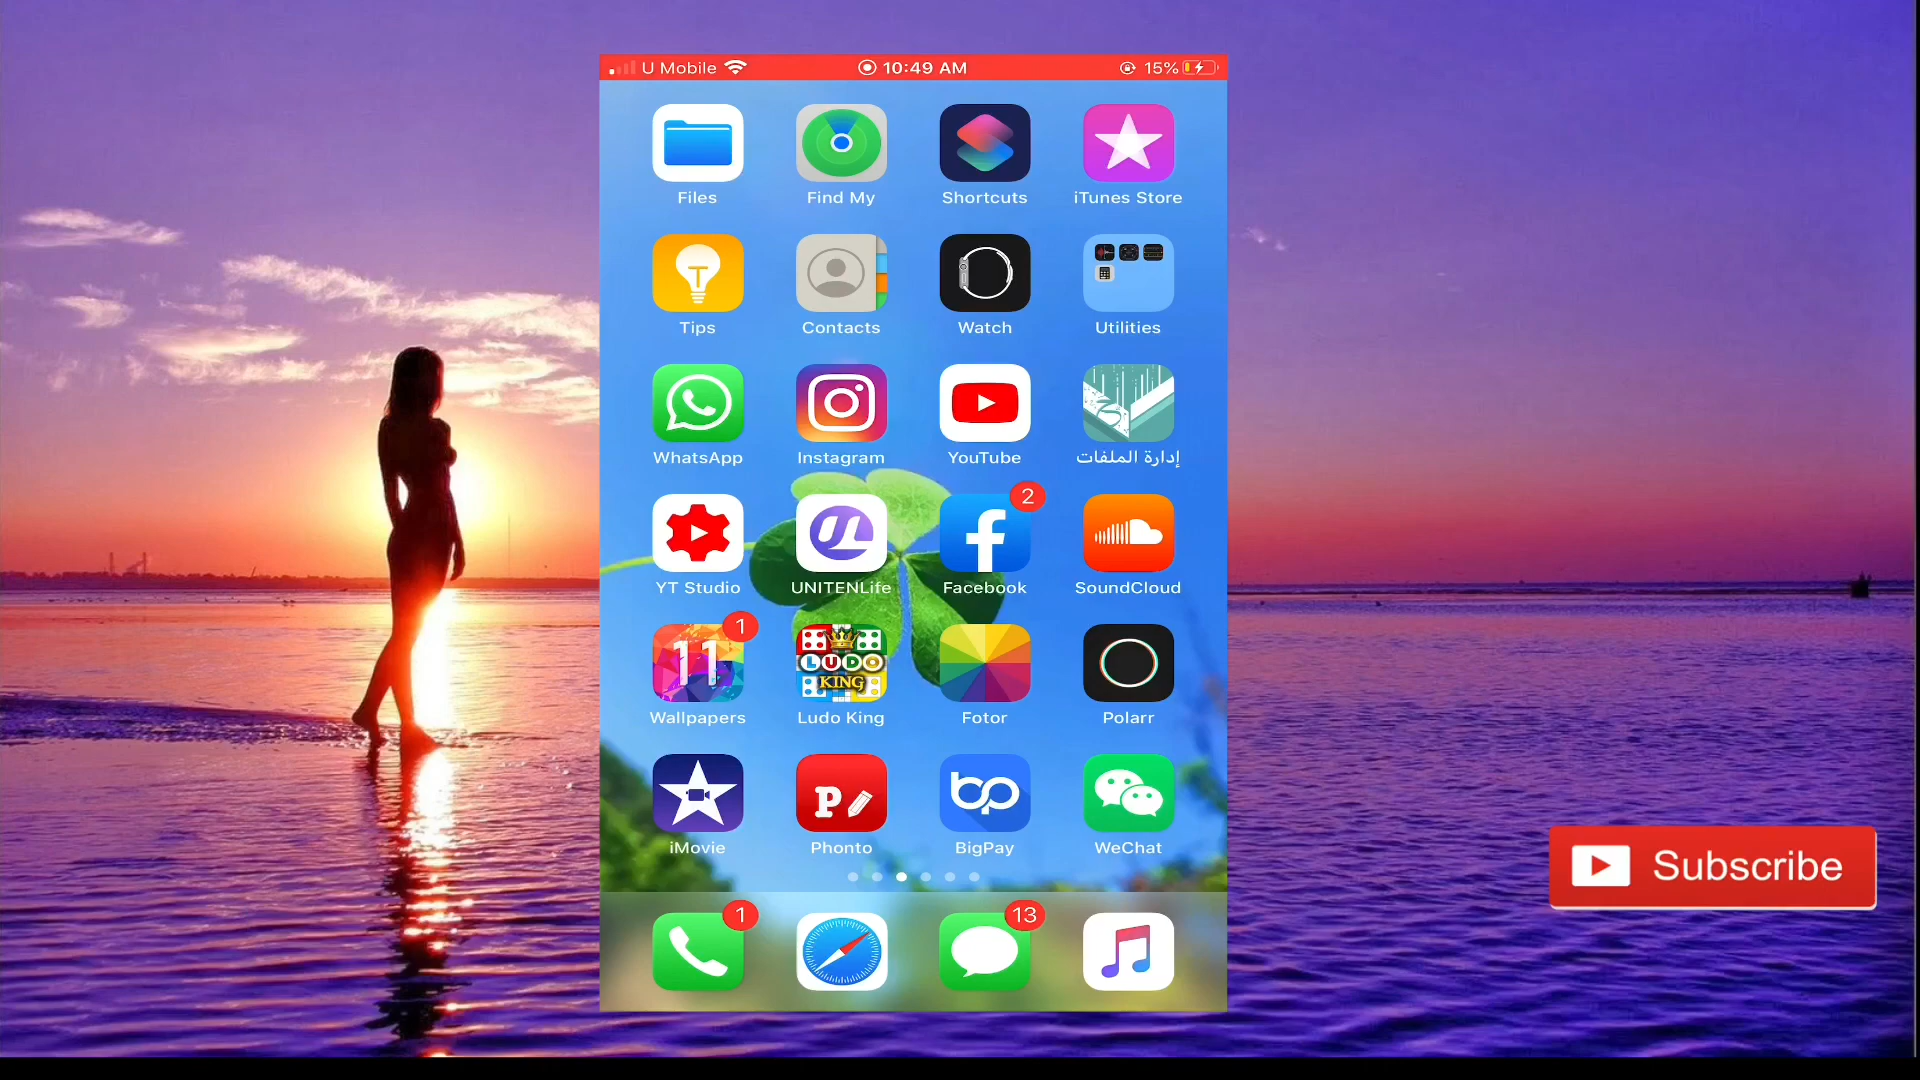 U Mobile 10:49 AM 15%
Files Find My Shortcuts iTunes Store
Tips Contacts Watch Utilities
WhatsApp Instagram YouTube إدارة الملفات
2
YT Studio UNITENLife Facebook SoundCloud
1
11
LUDO
KING
Wallpapers Ludo King Fotor Polarr
P bp
iMovie Phonto BigPay WeChat
Subscribe
1 13